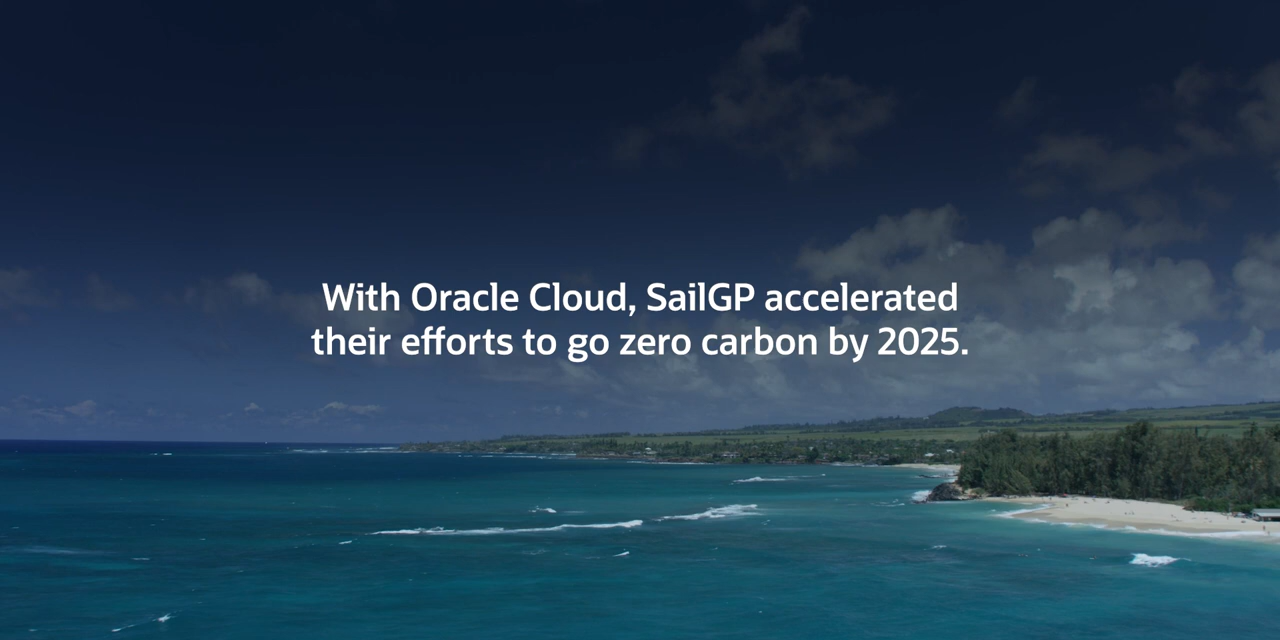 With Oracle Cloud, SailGP accelerated
their efforts to go zero carbon by 2025.